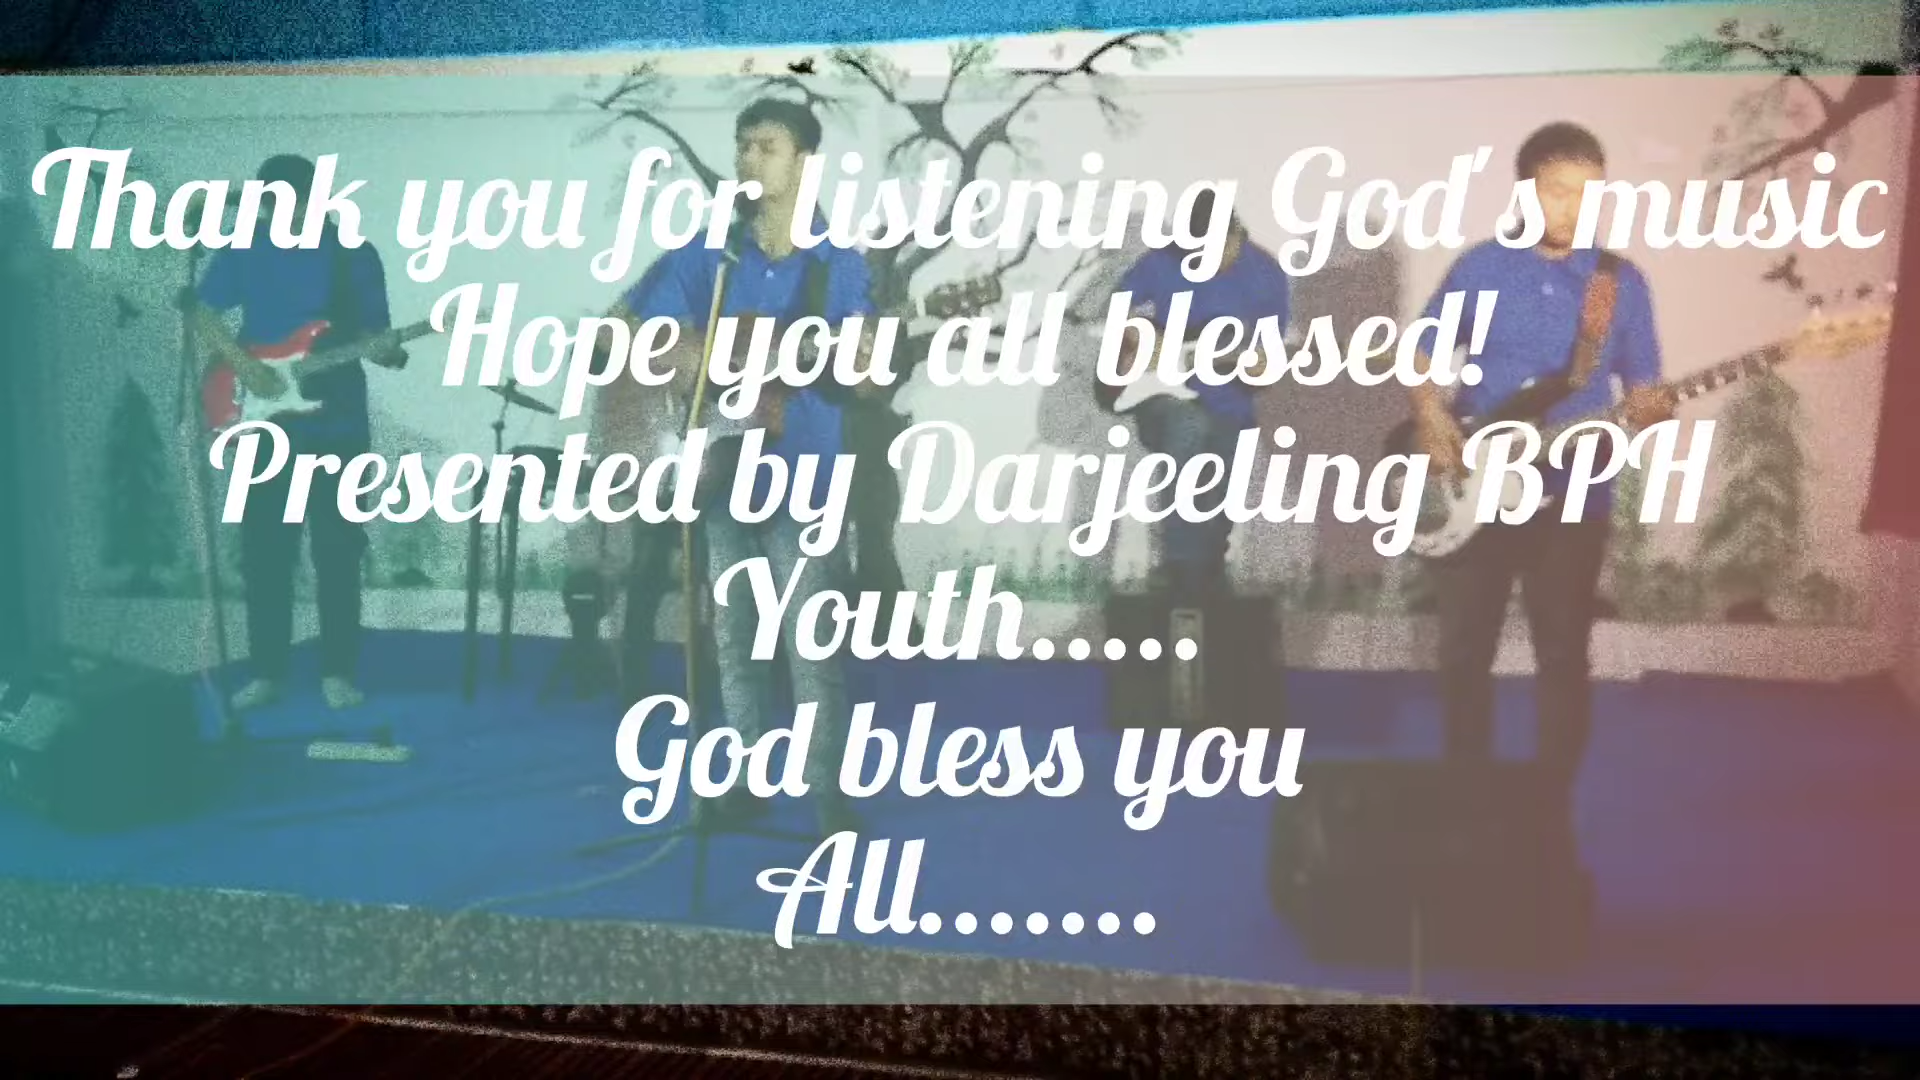 Thank you for listening God's music
Hope you all blessed!
Presented by Darjeeling BPH
Youth.....
God bless you
All.......